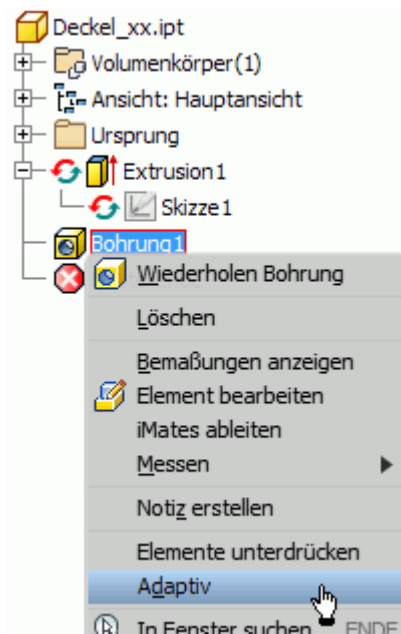 Deckel_xx.ipt
Volumenkörper(1)
Ansicht: Hauptansicht
Ursprung
Extrusion1
Skizze1
Bohrung1
Wiederholen Bohrung
Löschen
Bemaßungen anzeigen
Element bearbeiten
iMates ableiten
Messen
Notiz erstellen
Elemente unterdrücken
Adaptiv
In Fenster suchen ENDE